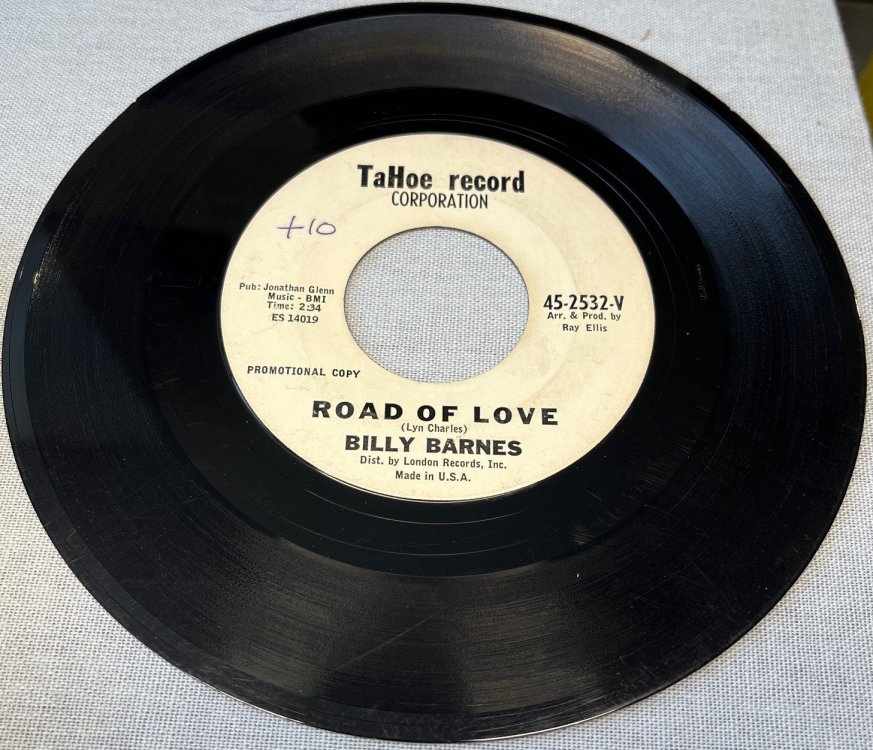 TaHoe record
CORPORATION
+10
Pub: Jonathan Glenn
Music - BMI
Time: 2:34
ES 14019
45-2532-V
Arr. & Prod. by
Ray Ellis
PROMOTIONAL COPY
ROAD OF LOVE
(Lyn Charles)
BILLY BARNES
Dist. by London Records, Inc.
Made in U.S.A.